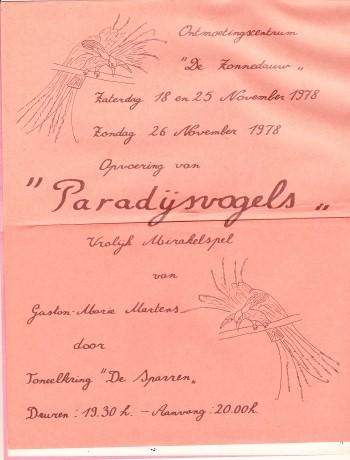 Ontmoetingscentrum
"De Zonnedauw„
Zaterdag 18 en 25 November 1978
Zondag 26 November 1978
Opvoering van
"Paradijsvogels„
Vrolijk Mirakelspel
van
Gaston-Marie Martens
door
Toneelkring "De Sparren„
Deuren : 19.30 h. - Aanvang : 20.00h.